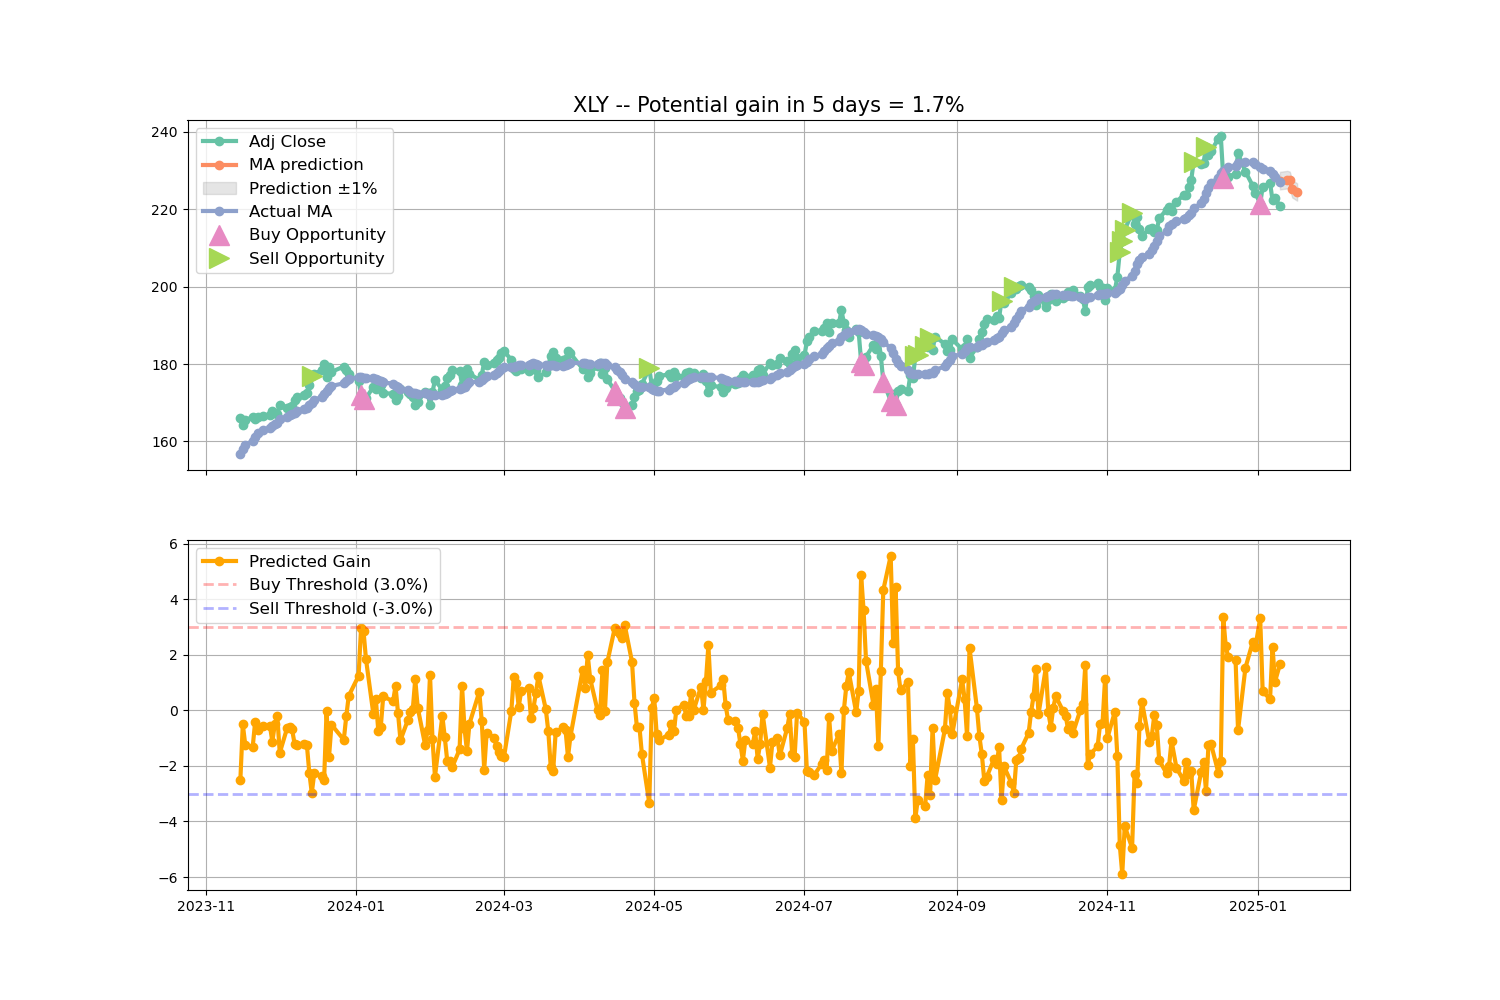 XLY -- Potential gain in 5 days = 1.7%
240
220
200
180
160
Adj Close
MA prediction
Prediction ±1%
Actual MA
Buy Opportunity
Sell Opportunity
6
4
2
0
−2
−4
−6
Predicted Gain
Buy Threshold (3.0%)
Sell Threshold (-3.0%)
2023-11
2024-01
2024-03
2024-05
2024-07
2024-09
2024-11
2025-01